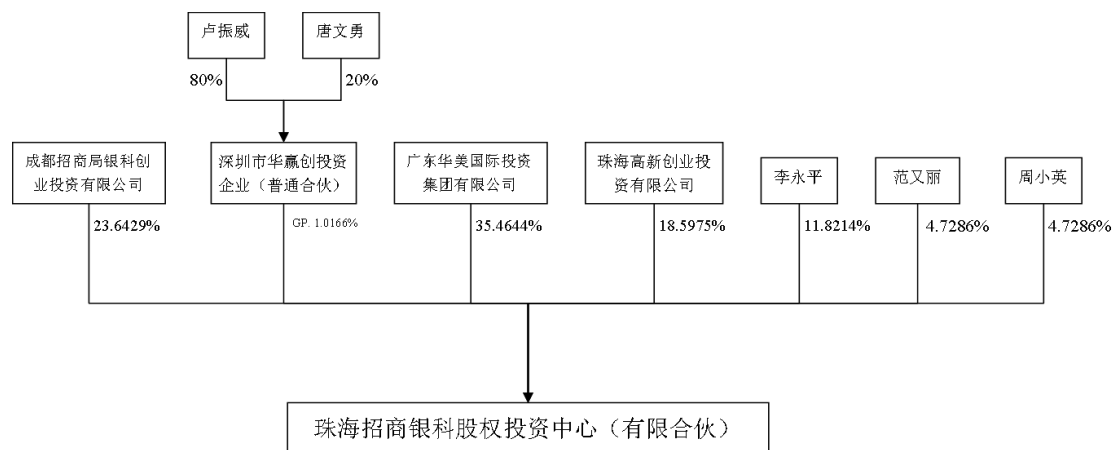 卢振威
唐文勇
80%
20%
成都招商局银科创
业投资有限公司
深圳市华赢创投资
企业（普通合伙）
广东华美国际投资
集团有限公司
珠海高新创业投
资有限公司
李永平
范又丽
周小英
23.6429%
GP. 1.0166%
35.4644%
18.5975%
11.8214%
4.7286%
4.7286%
珠海招商银科股权投资中心（有限合伙）